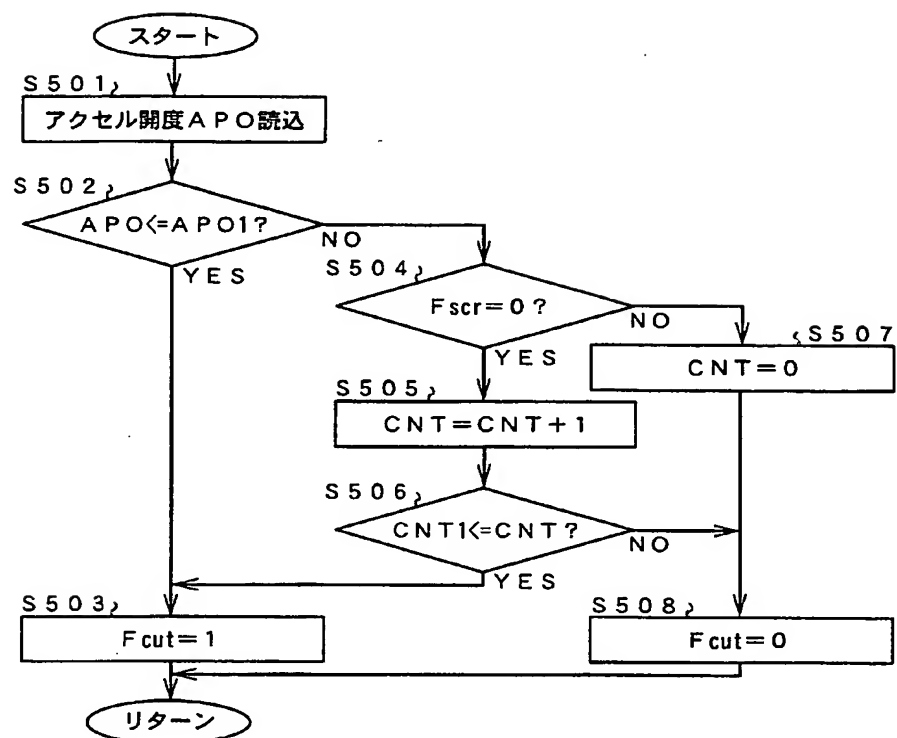 スタート
S501
アクセル開度APO読込
S502
APO<=APO1?
NO
YES
S504
Fscr=0?
NO
YES
S507
CNT=0
S505
CNT=CNT+1
S506
CNT1<=CNT?
NO
YES
S503
Fcut=1
S508
Fcut=0
リターン